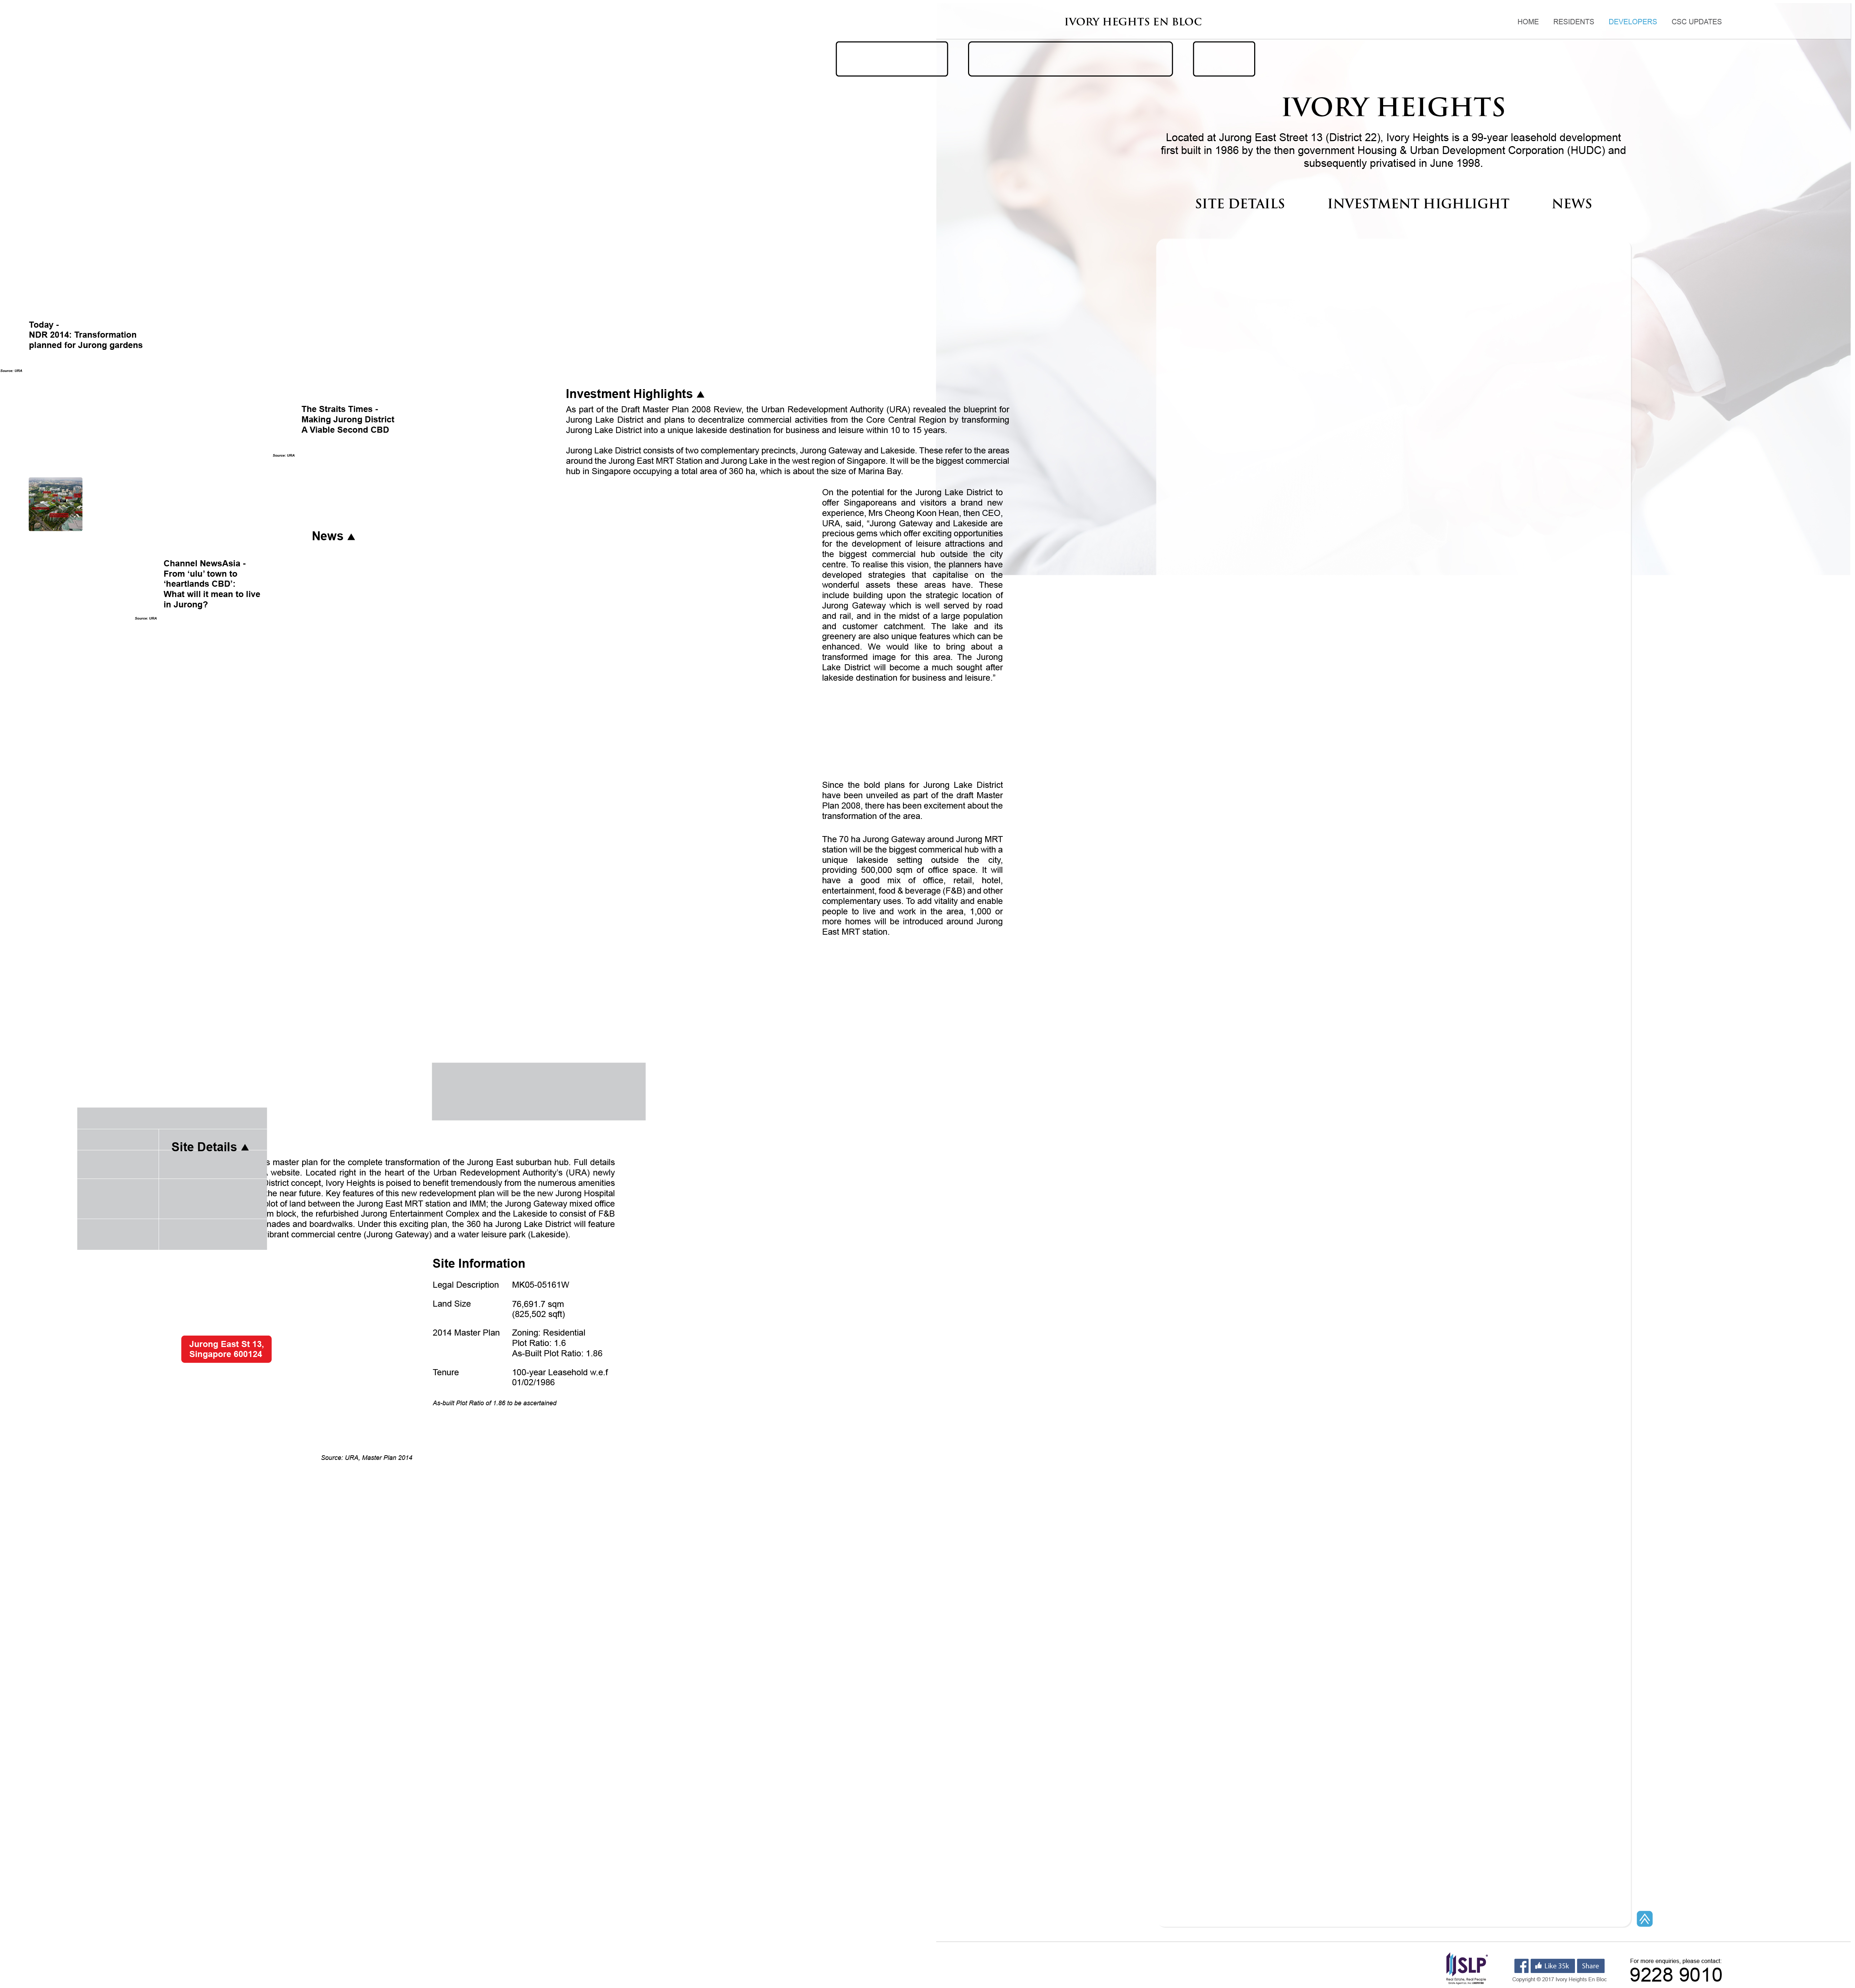 IVORY HEGHTS EN BLOC
HOME RESIDENTS DEVELOPERS CSC UPDATES
IVORY HEIGHTS
Located at Jurong East Street 13 (District 22), Ivory Heights is a 99-year leasehold development
first built in 1986 by the then government Housing & Urban Development Corporation (HUDC) and
subsequently privatised in June 1998.
SITE DETAILS INVESTMENT HIGHLIGHT NEWS
Today -
NDR 2014: Transformation
planned for Jurong gardens
Source: URA
The Straits Times -
Making Jurong District
A Viable Second CBD
Source: URA
News
Channel NewsAsia -
From ‘ulu’ town to
‘heartlands CBD’:
What will it mean to live
in Jurong?
Source: URA
Investment Highlights
As part of the Draft Master Plan 2008 Review, the Urban Redevelopment Authority (URA) revealed the blueprint for
Jurong Lake District and plans to decentralize commercial activities from the Core Central Region by transforming
Jurong Lake District into a unique lakeside destination for business and leisure within 10 to 15 years.
Jurong Lake District consists of two complementary precincts, Jurong Gateway and Lakeside. These refer to the areas
around the Jurong East MRT Station and Jurong Lake in the west region of Singapore. It will be the biggest commercial
hub in Singapore occupying a total area of 360 ha, which is about the size of Marina Bay.
On the potential for the Jurong Lake District to
offer Singaporeans and visitors a brand new
experience, Mrs Cheong Koon Hean, then CEO,
URA, said, “Jurong Gateway and Lakeside are
precious gems which offer exciting opportunities
for the development of leisure attractions and
the biggest commercial hub outside the city
centre. To realise this vision, the planners have
developed strategies that capitalise on the
wonderful assets these areas have. These
include building upon the strategic location of
Jurong Gateway which is well served by road
and rail, and in the midst of a large population
and customer catchment. The lake and its
greenery are also unique features which can be
enhanced. We would like to bring about a
transformed image for this area. The Jurong
Lake District will become a much sought after
lakeside destination for business and leisure.”
Since the bold plans for Jurong Lake District
have been unveiled as part of the draft Master
Plan 2008, there has been excitement about the
transformation of the area.
The 70 ha Jurong Gateway around Jurong MRT
station will be the biggest commerical hub with a
unique lakeside setting outside the city,
providing 500,000 sqm of office space. It will
have a good mix of office, retail, hotel,
entertainment, food & beverage (F&B) and other
complementary uses. To add vitality and enable
people to live and work in the area, 1,000 or
more homes will be introduced around Jurong
East MRT station.
Site Details
master plan for the complete transformation of the Jurong East suburban hub. Full details
website. Located right in the heart of the Urban Redevelopment Authority’s (URA) newly
District concept, Ivory Heights is poised to benefit tremendously from the numerous amenities
the near future. Key features of this new redevelopment plan will be the new Jurong Hospital
plot of land between the Jurong East MRT station and IMM; the Jurong Gateway mixed office
block, the refurbished Jurong Entertainment Complex and the Lakeside to consist of F&B
nades and boardwalks. Under this exciting plan, the 360 ha Jurong Lake District will feature
ibrant commercial centre (Jurong Gateway) and a water leisure park (Lakeside).
Site Information
Legal Description MK05-05161W
Land Size 76,691.7 sqm
(825,502 sqft)
2014 Master Plan Zoning: Residential
Plot Ratio: 1.6
As-Built Plot Ratio: 1.86
Tenure 100-year Leasehold w.e.f
01/02/1986
As-built Plot Ratio of 1.86 to be ascertained
Jurong East St 13,
Singapore 600124
Source: URA, Master Plan 2014
SLP
Real Estate. Real People
Like 35k Share
Copyright © 2017 Ivory Heights En Bloc
For more enquiries, please contact:
9228 9010